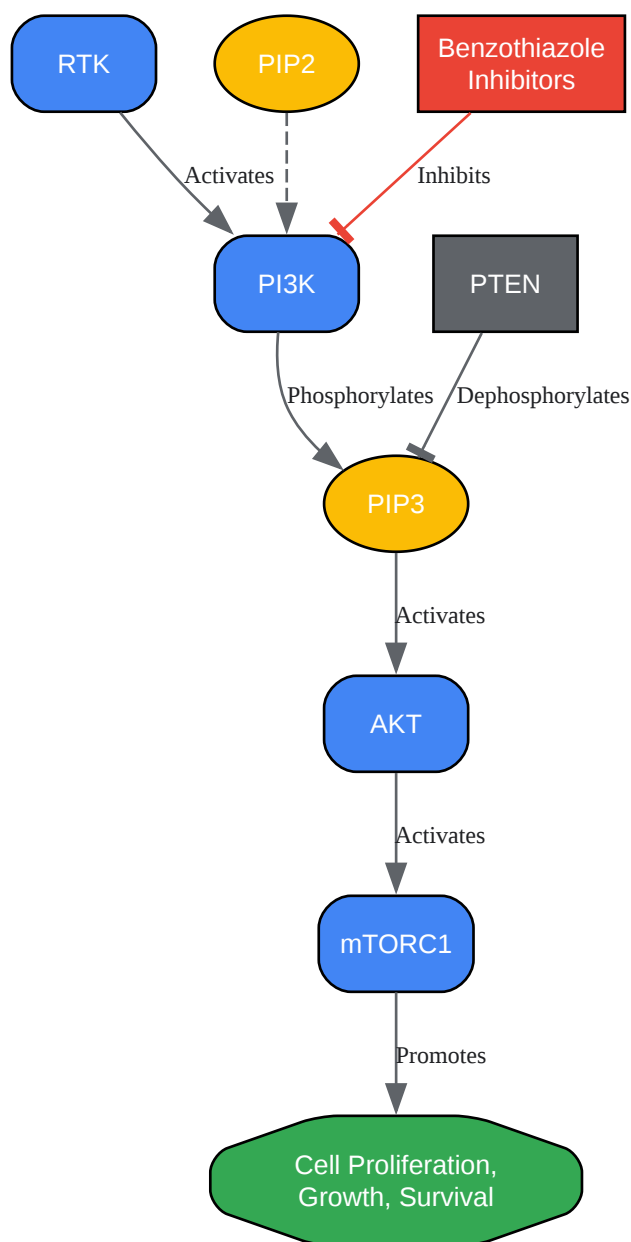 RTK
PIP2
Benzothiazole
Inhibitors
Activates
Inhibits
PI3K
PTEN
Phosphorylates
Dephosphorylates
PIP3
Activates
AKT
Activates
mTORC1
Promotes
Cell Proliferation,
Growth, Survival